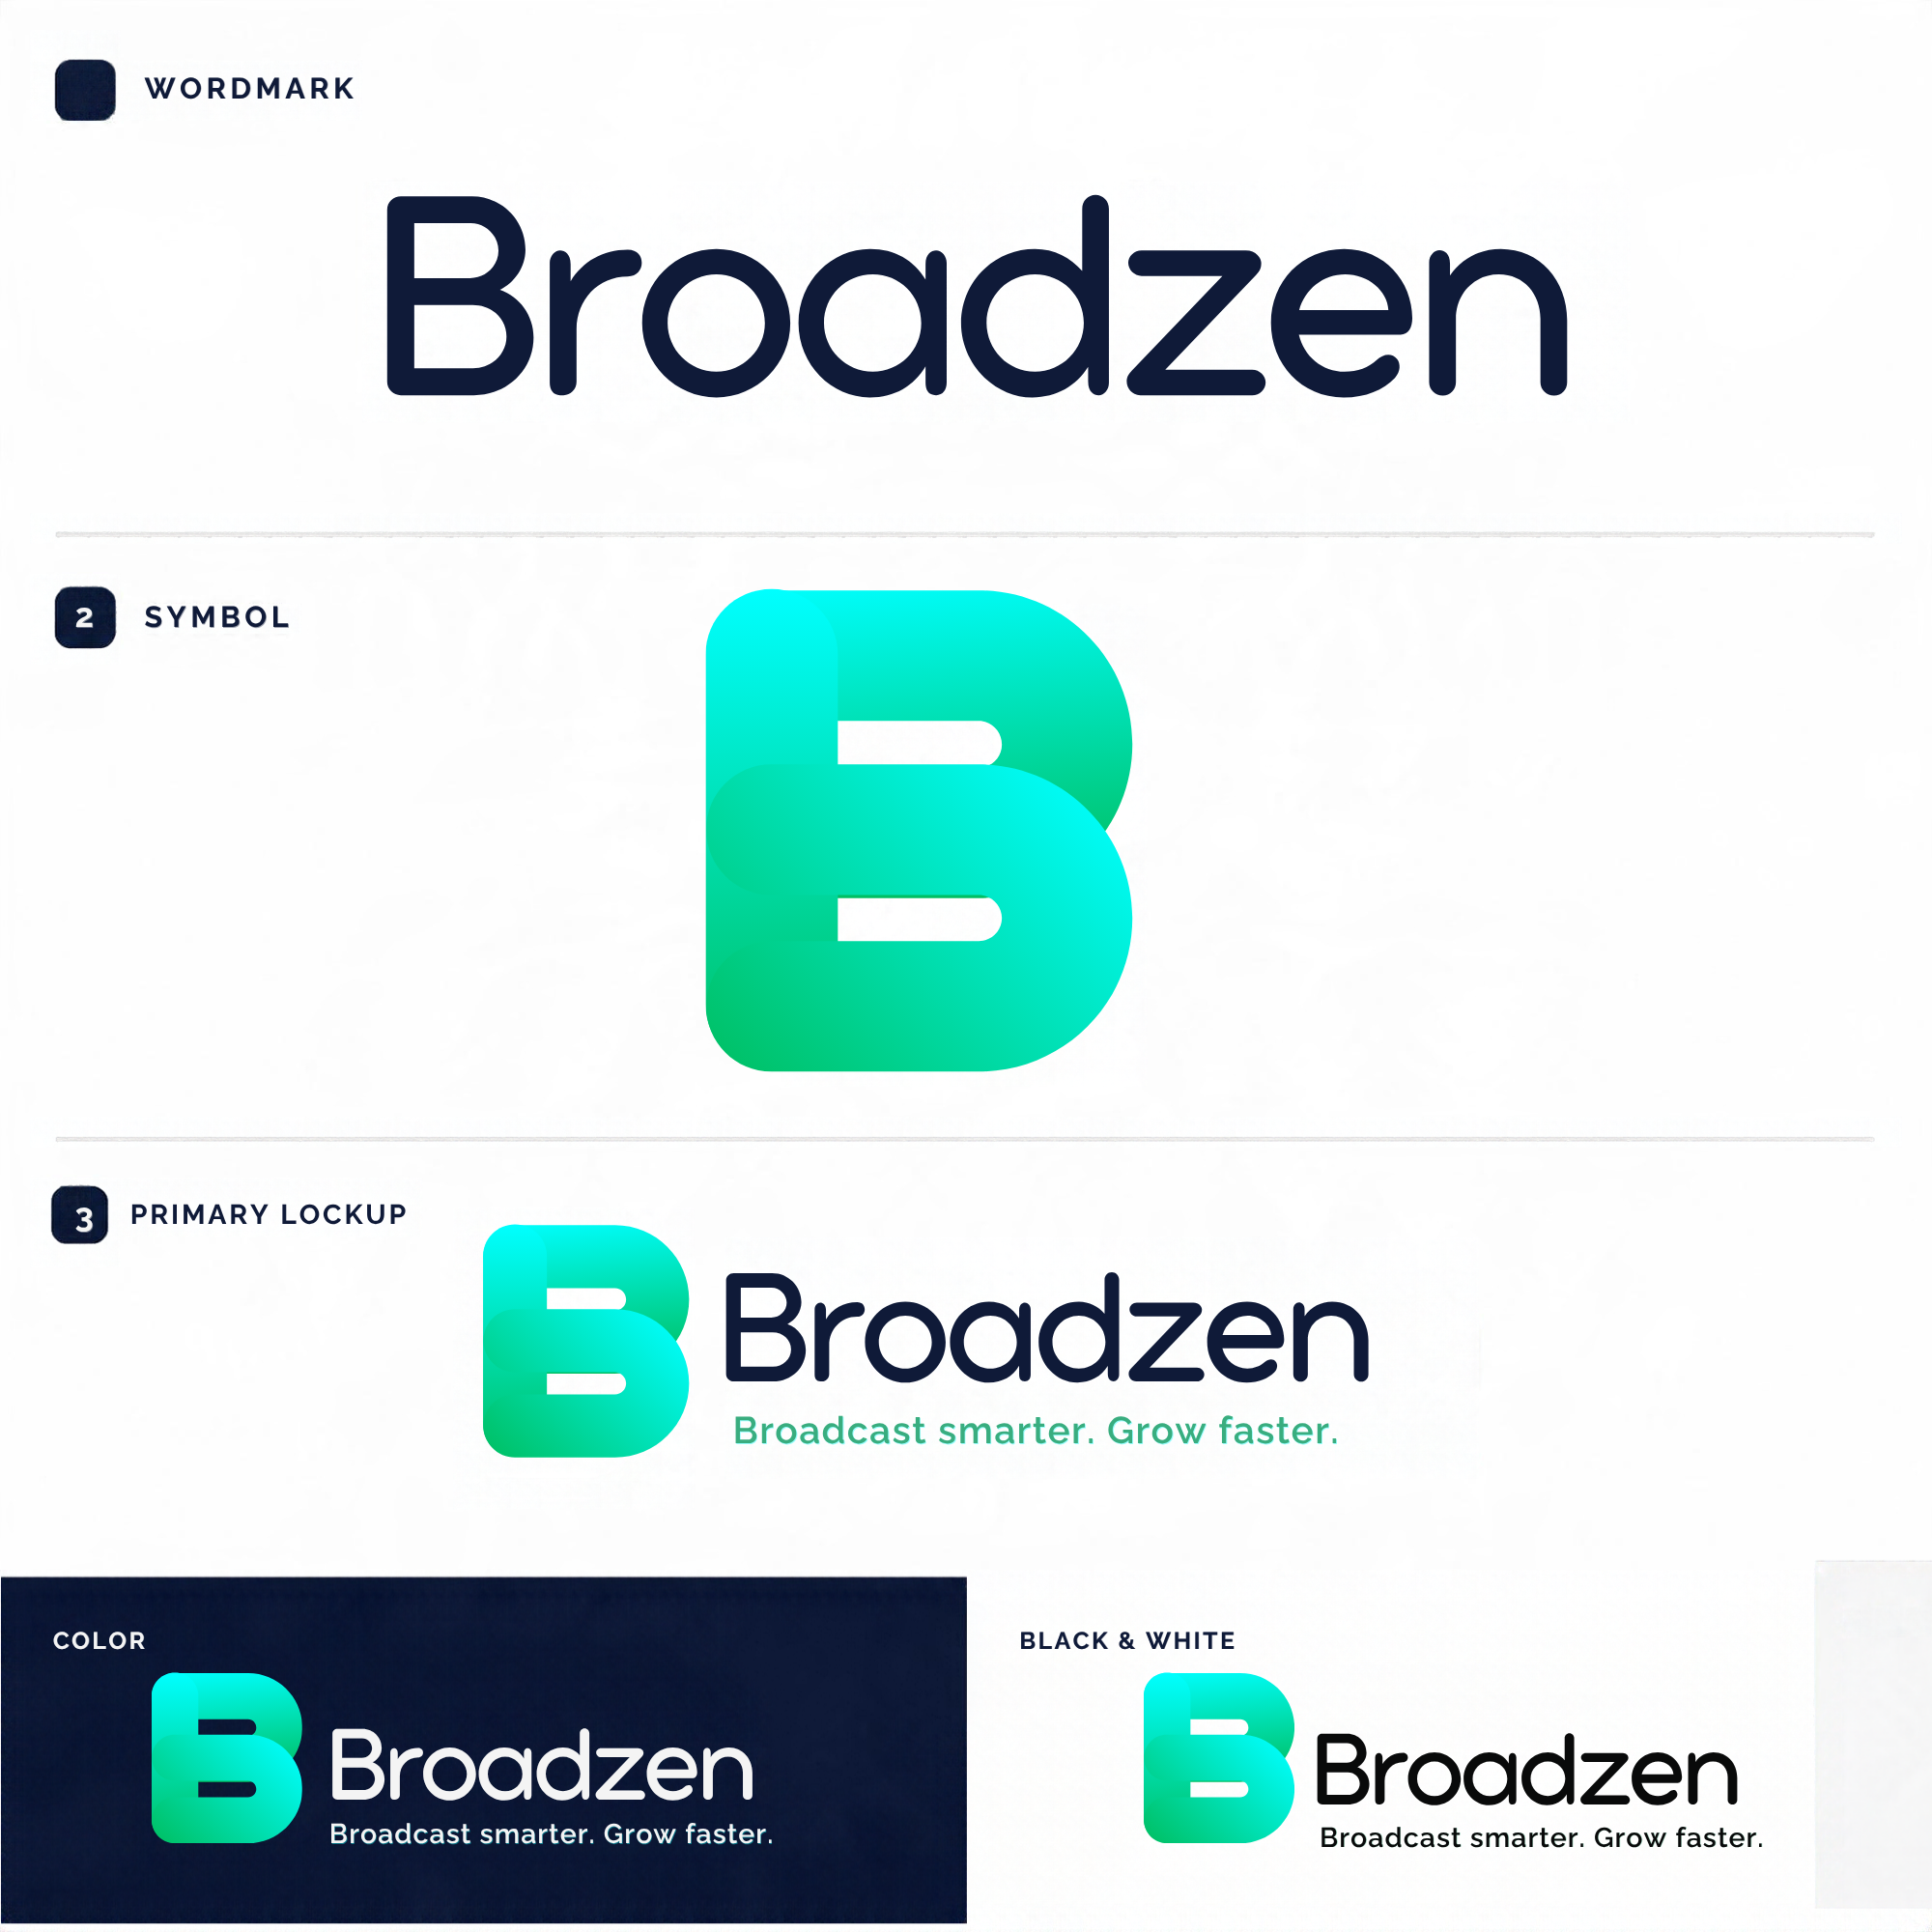 WORDMARK
Broadzen
2 SYMBOL
3 PRIMARY LOCKUP
Broadzen
Broadcast smarter. Grow faster.
COLOR
Broadzen
Broadcast smarter. Grow faster.
BLACK & WHITE
Broadzen
Broadcast smarter. Grow faster.